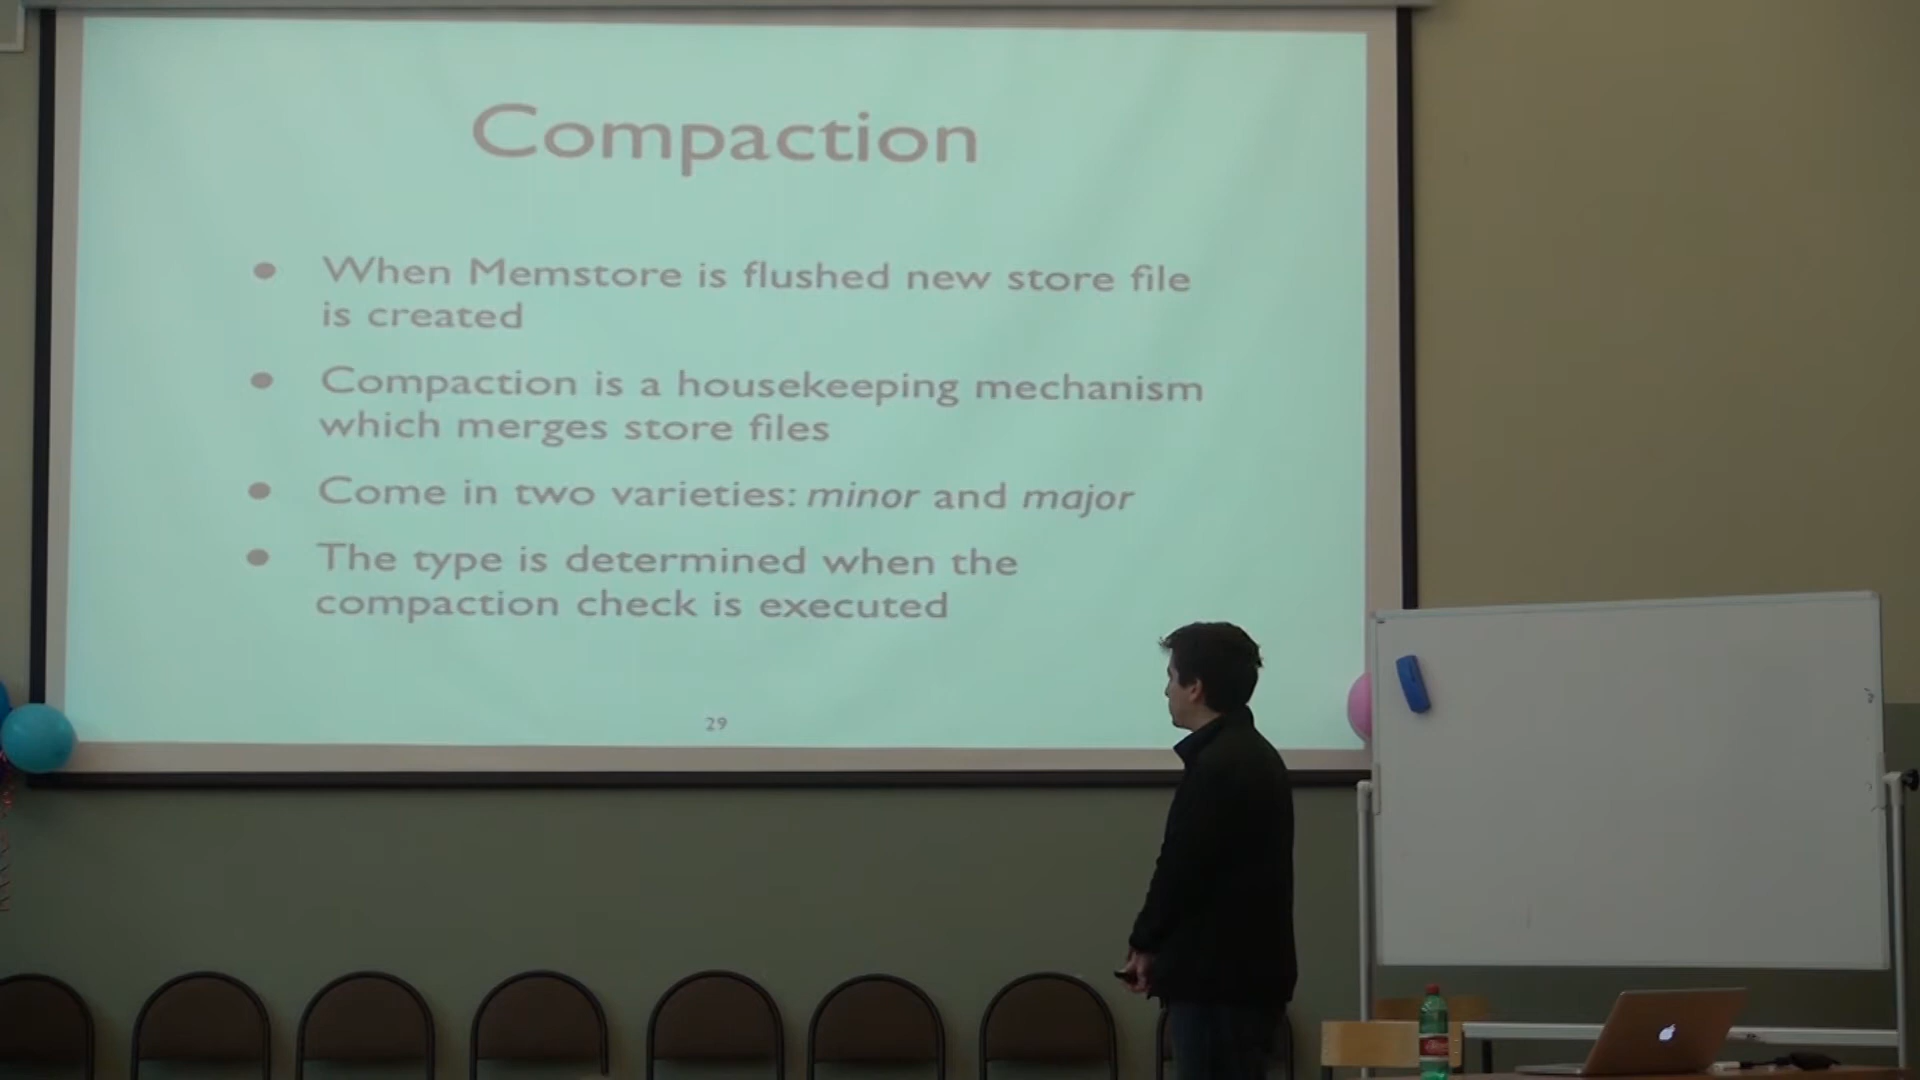 Compaction
• When Memstore is flushed new store file
is created
• Compaction is a housekeeping mechanism
which merges store files
• Come in two varieties: minor and major
• The type is determined when the
compaction check is executed
29